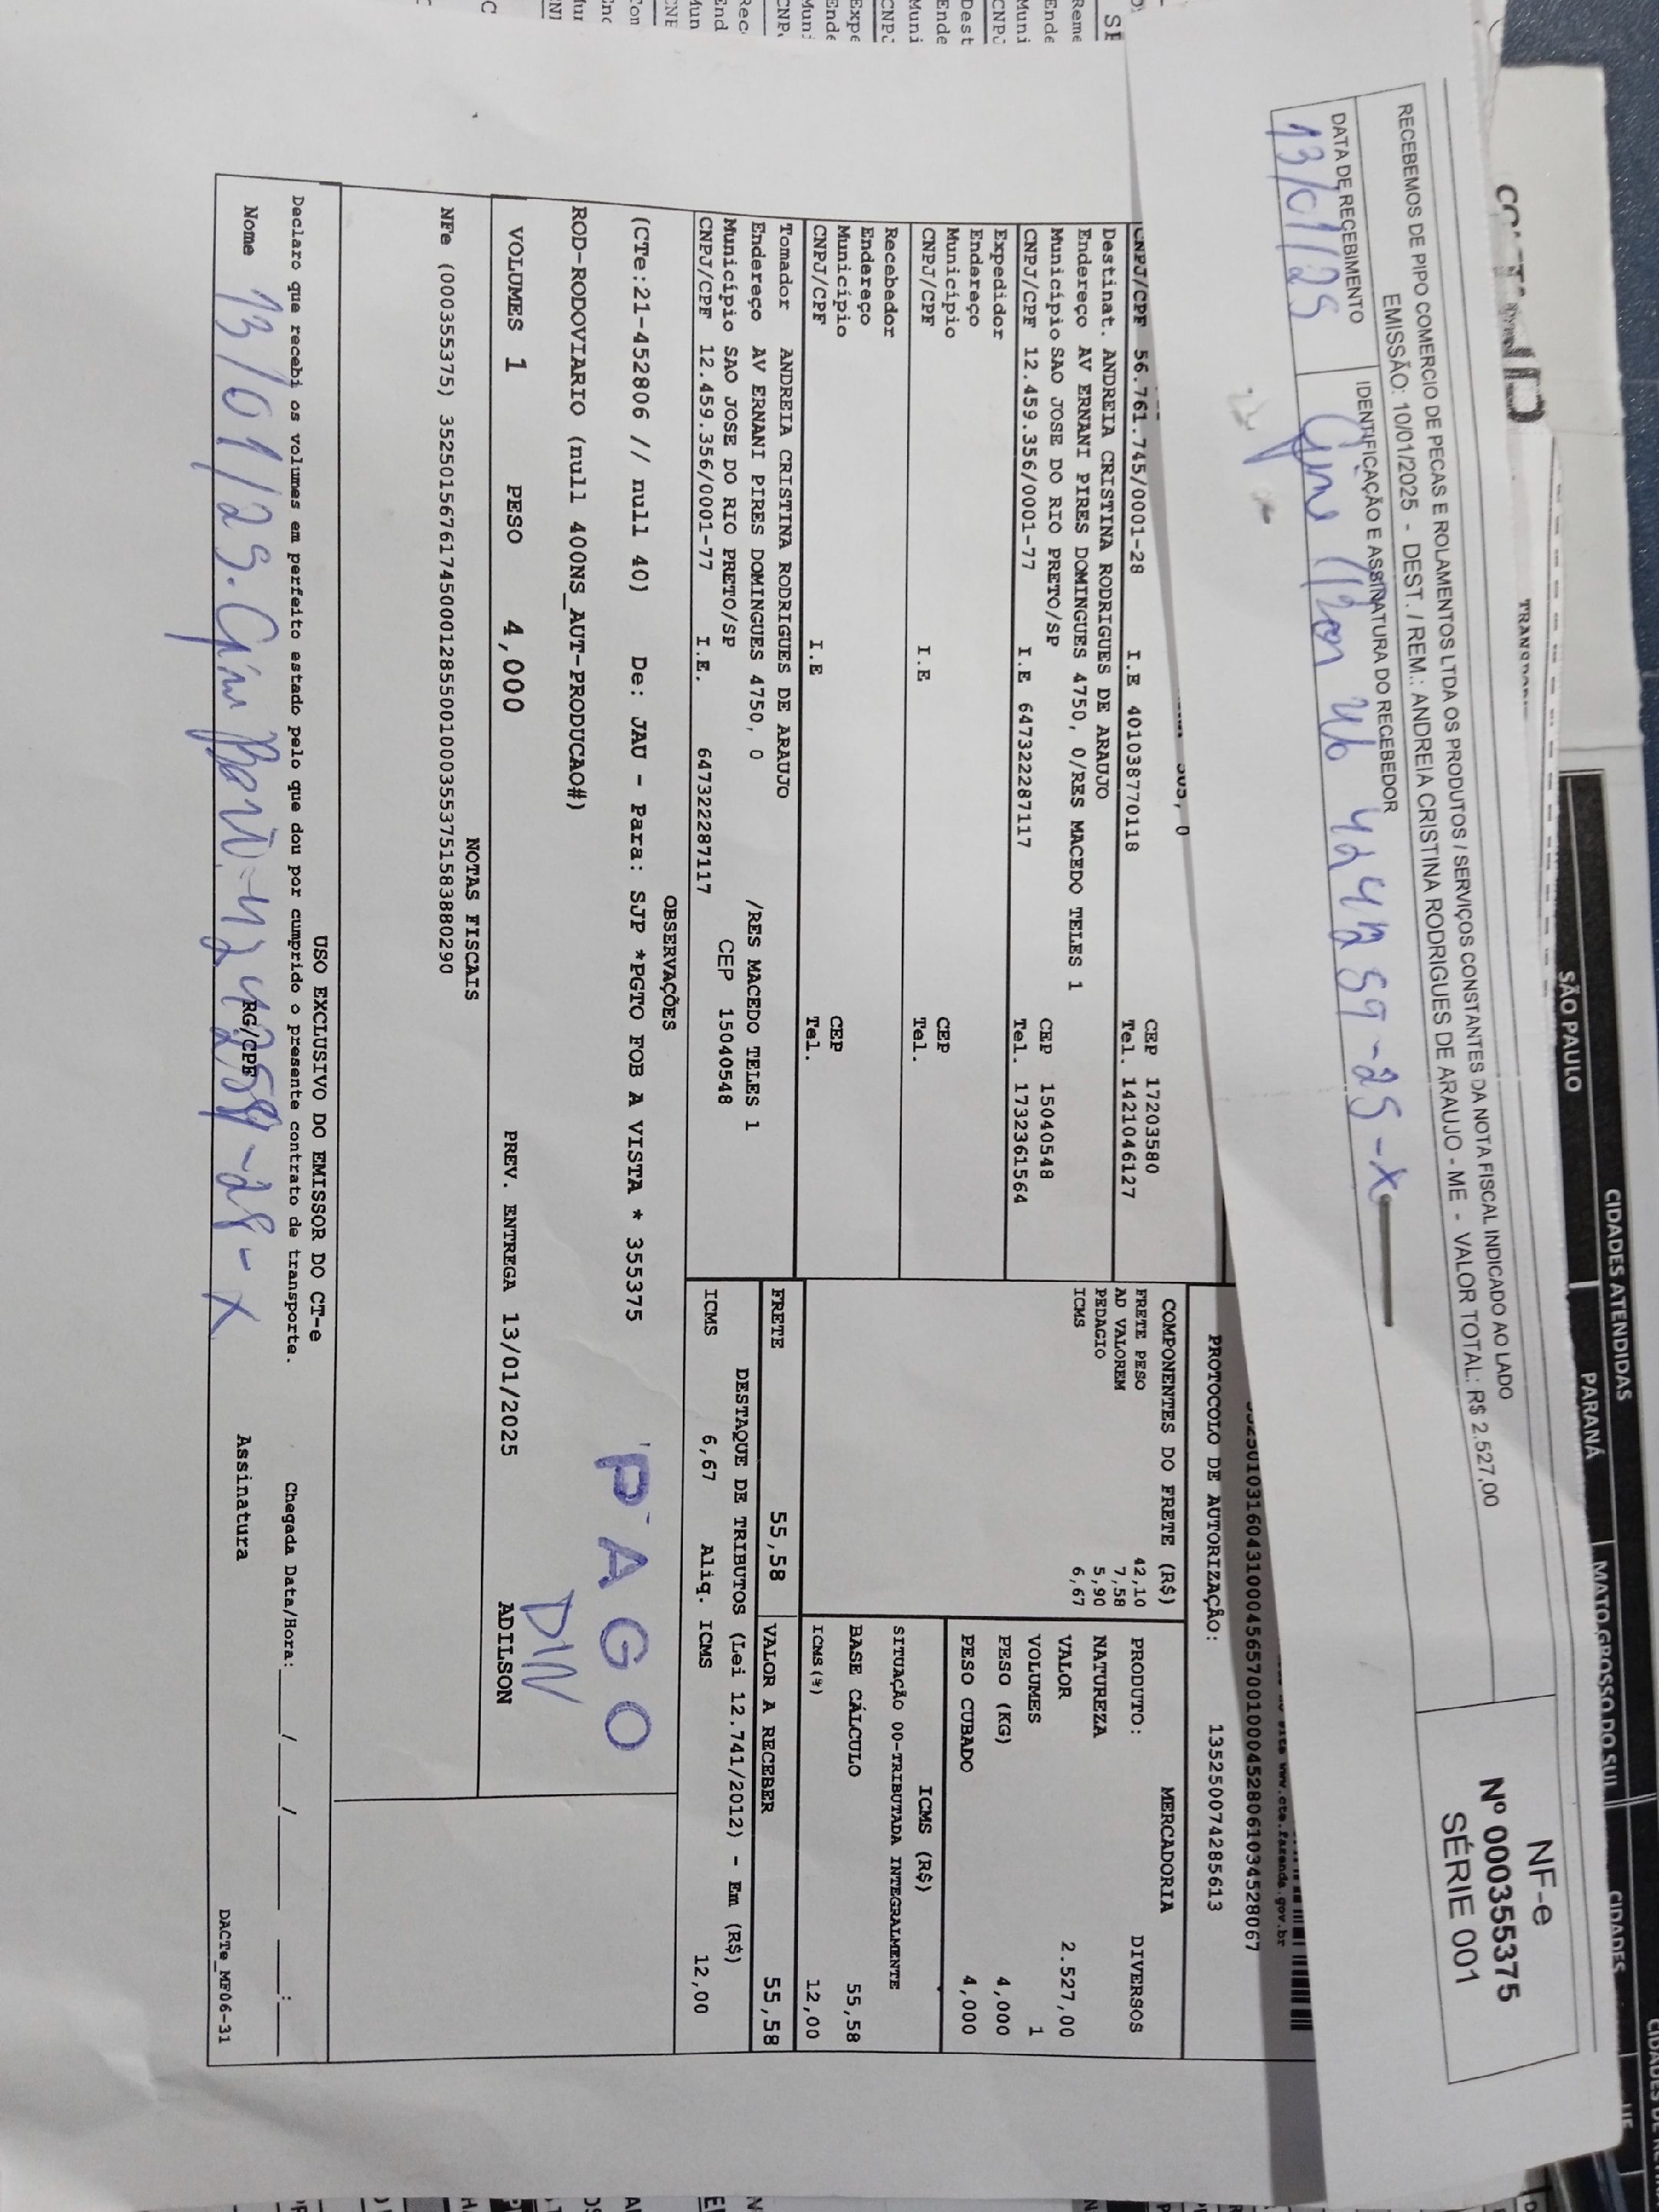 CIDADES ATENDIDAS
SÃO PAULO
PARANÁ
MATO GROSSO DO SUL
CIDADES
RECEBEMOS DE PIPO COMERCIO DE PECAS E ROLAMENTOS LTDA OS PRODUTOS / SERVIÇOS CONSTANTES DA NOTA FISCAL INDICADO AO LADO
EMISSÃO: 10/01/2025 - DEST. / REM.: ANDREIA CRISTINA RODRIGUES DE ARAUJO - ME - VALOR TOTAL: R$ 2.527,00
DATA DE RECEBIMENTO
IDENTIFICAÇÃO E ASSINATURA DO RECEBEDOR
13/01/25
NF-e
Nº 000355375
SÉRIE 001
PROTOCOLO DE AUTORIZAÇÃO: 135250074285613
CNPJ/CPF 56.761.745/0001-28 I.E 401038770118
CEP 17203580
Tel. 1421046127
Destinat. ANDREIA CRISTINA RODRIGUES DE ARAUJO
Endereço AV ERNANI PIRES DOMINGUES 4750, 0/RES MACEDO TELES 1
Município SAO JOSE DO RIO PRETO/SP CEP 15040548
CNPJ/CPF 12.459.356/0001-77 I.E 647322287117 Tel. 1732361564
Expedidor
Endereço
Município CEP
CNPJ/CPF I.E Tel.
Recebedor
Endereço
Município CEP
CNPJ/CPF I.E Tel.
Tomador ANDREIA CRISTINA RODRIGUES DE ARAUJO
Endereço AV ERNANI PIRES DOMINGUES 4750, 0 /RES MACEDO TELES 1
Município SAO JOSE DO RIO PRETO/SP CEP 15040548
CNPJ/CPF 12.459.356/0001-77 I.E. 647322287117
COMPONENTES DO FRETE (R$)
FRETE PESO 42,10
AD VALOREM 7,58
PEDAGIO 5,90
ICMS 6,67
MERCADORIA
PRODUTO: DIVERSOS
NATUREZA
VALOR 2.527,00
VOLUMES 1
PESO (KG) 4,000
PESO CUBADO 4,000
ICMS (R$)
SITUAÇÃO 00-TRIBUTADA INTEGRALMENTE
BASE CÁLCULO 55,58
ICMS(%) 12,00
FRETE 55,58
VALOR A RECEBER 55,58
DESTAQUE DE TRIBUTOS (Lei 12.741/2012) - Em (R$)
ICMS 6,67 Aliq. ICMS 12,00
OBSERVAÇÕES
(CTe:21-452806 // null 40) De: JAU - Para: SJP *PGTO FOB A VISTA * 355375
ROD-RODOVIARIO (null 400NS_AUT-PRODUCAO#)
PAGO
DIN
VOLUMES 1 PESO 4,000 PREV. ENTREGA 13/01/2025 ADILSON
NOTAS FISCAIS
NFe (000355375) 35250156761745000128550010003553751583880290
USO EXCLUSIVO DO EMISSOR DO CT-e
Declaro que recebi os volumes em perfeito estado pelo que dou por cumprido o presente contrato de transporte.
Chegada Data/Hora: ____/____/______ ____:____
Nome 13/01/25. RG/CPF
Assinatura
DACTe_MF06-31